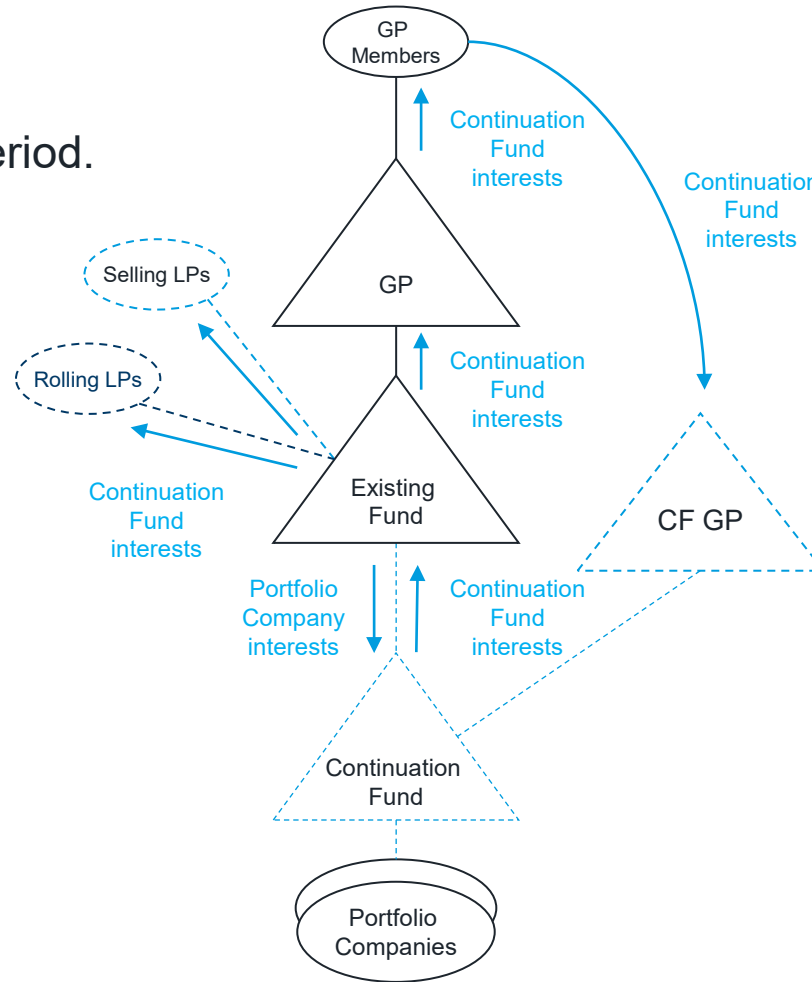 GP
Members
eriod.
Continuation
Fund
interests
Continuation
Fund
interests
Selling LPs
GP
Rolling LPs
Continuation
Fund
interests
Continuation
Fund
interests
Existing
Fund
CF GP
Portfolio
Company
interests
Continuation
Fund
interests
Continuation
Fund
Portfolio
Companies